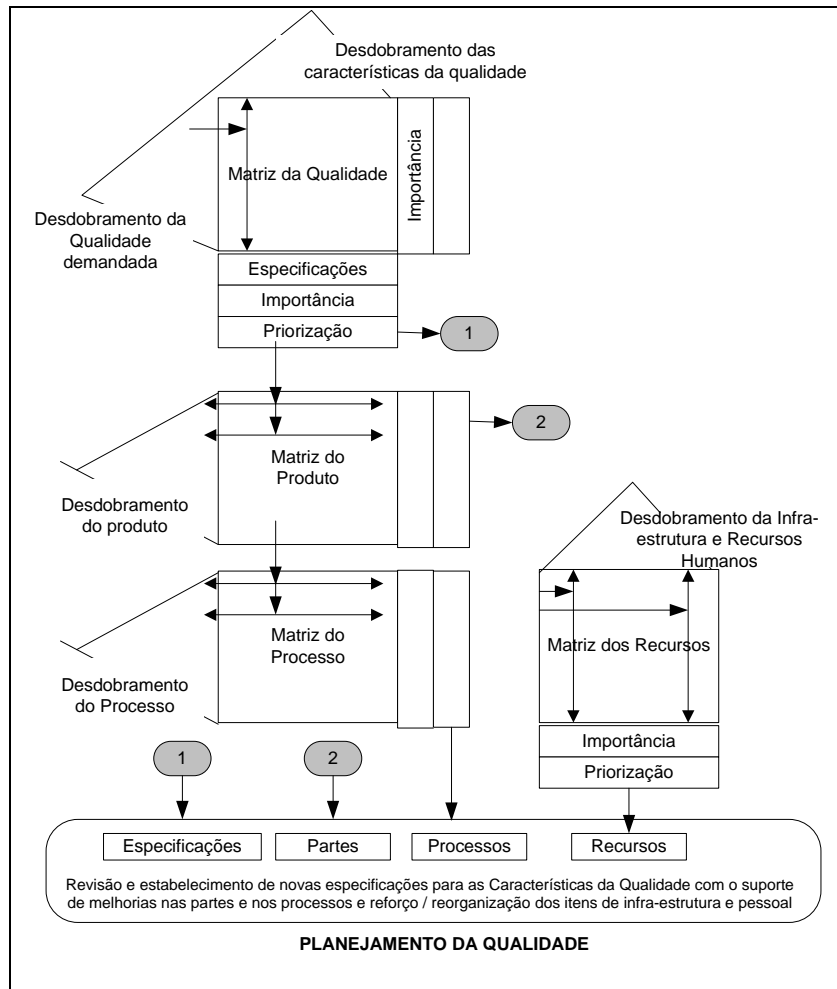 Desdobramento das
características da qualidade
Matriz da Qualidade
Importância
Desdobramento da
Qualidade
demandada
Especificações
Importância
Priorização
1
2
Matriz do
Produto
Desdobramento
do produto
Desdobramento da Infra-
estrutura e Recursos
Humanos
Matriz do
Processo
Matriz dos Recursos
Desdobramento
do Processo
Importância
Priorização
1
2
Especificações
Partes
Processos
Recursos
Revisão e estabelecimento de novas especificações para as Características da Qualidade com o suporte
de melhorias nas partes e nos processos e reforço / reorganização dos itens de infra-estrutura e pessoal
PLANEJAMENTO DA QUALIDADE